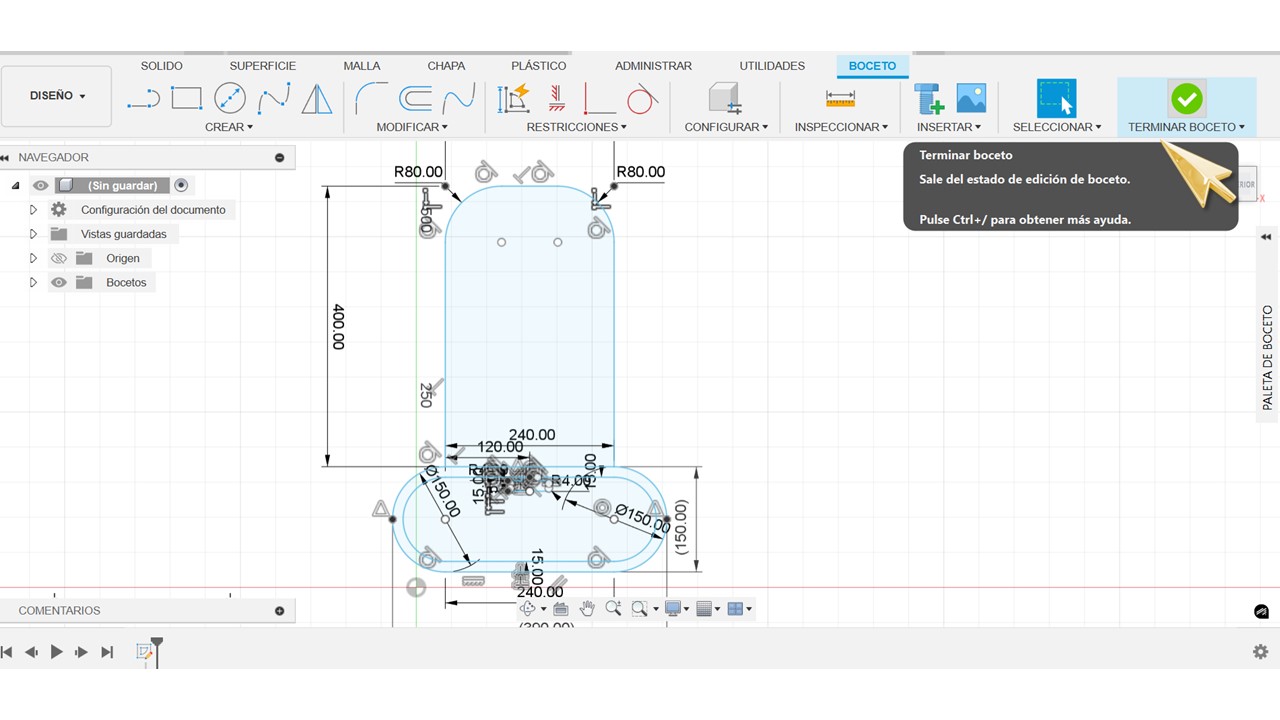 SOLIDO SUPERFICIE MALLA CHAPA PLÁSTICO ADMINISTRAR UTILIDADES BOCETO
DISEÑO
CREAR MODIFICAR RESTRICCIONES CONFIGURAR INSPECCIONAR INSERTAR SELECCIONAR TERMINAR BOCETO
Terminar boceto
Sale del estado de edición de boceto.
Pulse Ctrl+/ para obtener más ayuda.
NAVEGADOR
(Sin guardar)
Configuración del documento
Vistas guardadas
Origen
Bocetos
R80.00
R80.00
500
400.00
250
240.00
120.00
R4.00
15.00
Ø150.00
Ø150.00
(150.00)
15.00
240.00
(390.00)
X
PALETA DE BOCETO
COMENTARIOS